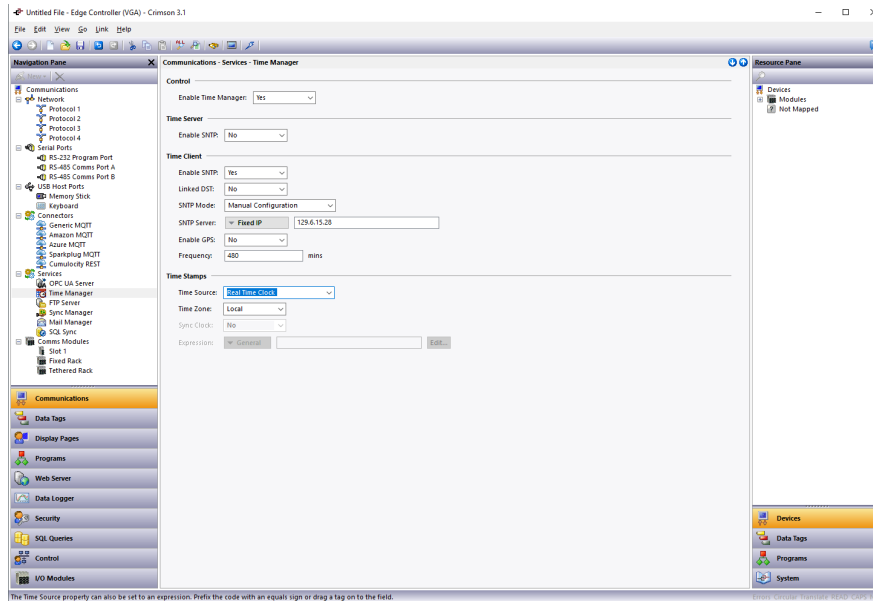 Untitled File - Edge Controller (VGA) - Crimson 3.1
File Edit View Go Link Help
Navigation Pane
Communications
Network
Protocol 1
Protocol 2
Protocol 3
Protocol 4
Serial Ports
RS-232 Program Port
RS-485 Comms Port A
RS-485 Comms Port B
USB Host Ports
Memory Stick
Keyboard
Connectors
Generic MQTT
Amazon MQTT
Azure MQTT
Sparkplug MQTT
Cumulocity REST
Services
OPC UA Server
Time Manager
FTP Server
Sync Manager
Mail Manager
SQL Sync
Comms Modules
Slot 1
Fixed Rack
Tethered Rack
Communications
Data Tags
Display Pages
Programs
Web Server
Data Logger
Security
SQL Queries
Control
I/O Modules
Communications - Services - Time Manager
Control
Enable Time Manager: Yes
Time Server
Enable SNTP: No
Time Client
Enable SNTP: Yes
Linked DST: No
SNTP Mode: Manual Configuration
SNTP Server: Fixed IP 129.6.15.28
Enable GPS: No
Frequency: 480 mins
Time Stamps
Time Source: Real Time Clock
Time Zone: Local
Sync Clock: No
Expression: General Edit...
Resource Pane
Devices
Modules
Not Mapped
Devices
Data Tags
Programs
System
The Time Source property can also be set to an expression. Prefix the code with an equals sign or drag a tag on to the field.
Errors Circular Translate READ CAPS